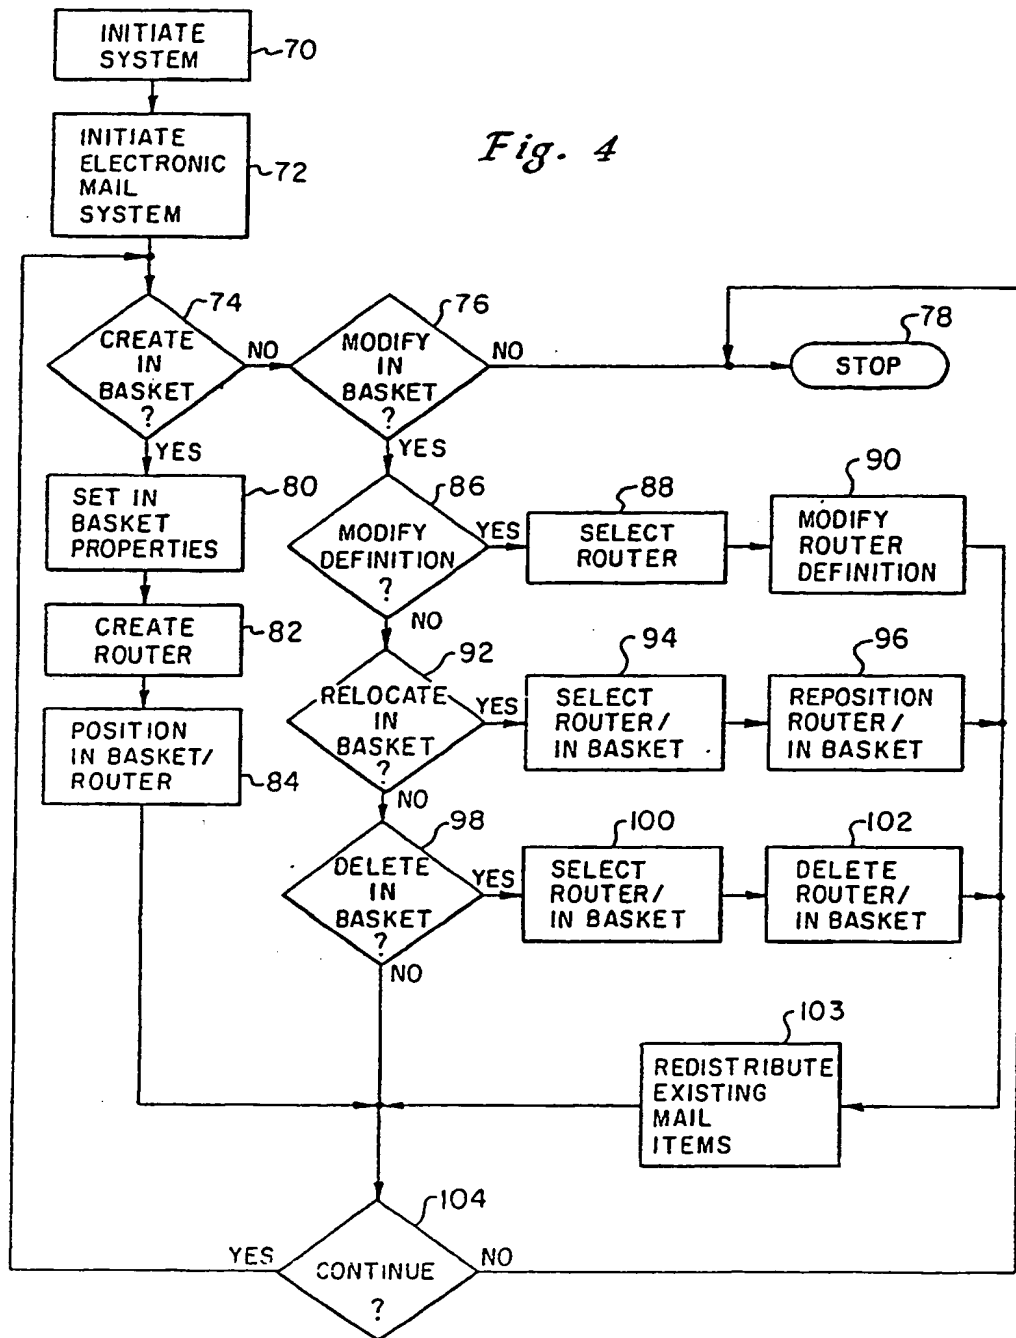 INITIATE
SYSTEM
70
INITIATE
ELECTRONIC
MAIL
SYSTEM
72
Fig. 4
74
CREATE
IN
BASKET
?
NO
YES
76
MODIFY
IN
BASKET
?
NO
YES
78
STOP
80
SET IN
BASKET
PROPERTIES
86
MODIFY
DEFINITION
?
YES
NO
88
SELECT
ROUTER
90
MODIFY
ROUTER
DEFINITION
CREATE
ROUTER
82
92
RELOCATE
IN
BASKET
?
YES
NO
94
SELECT
ROUTER/
IN BASKET
96
REPOSITION
ROUTER/
IN BASKET
POSITION
IN BASKET/
ROUTER
84
98
DELETE
IN
BASKET
?
YES
NO
100
SELECT
ROUTER/
IN BASKET
102
DELETE
ROUTER/
IN BASKET
103
REDISTRIBUTE
EXISTING
MAIL
ITEMS
104
YES
CONTINUE
?
NO